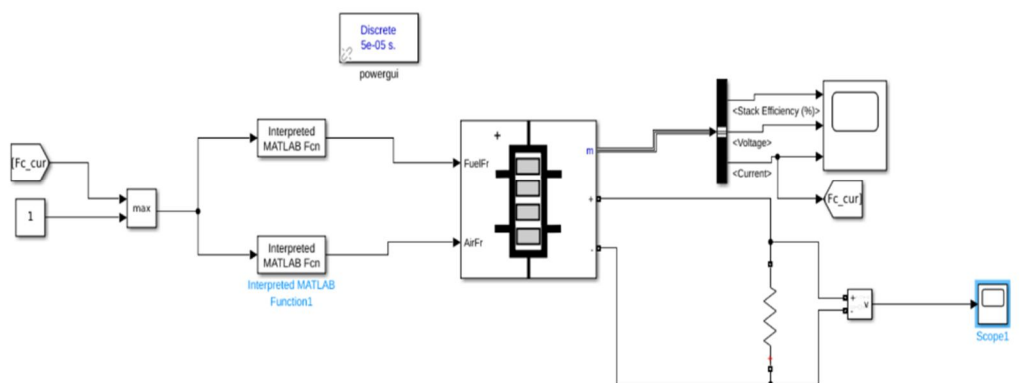 Discrete
5e-05 s.
powergui
[Fc_cur
1
max
Interpreted
MATLAB Fcn
Interpreted
MATLAB Fcn
Interpreted MATLAB
Function1
FuelFr
AirFr
+
m
+
-
<Stack Efficiency (%)>
<Voltage>
<Current>
Fc_cur]
+
-
v
Scope1